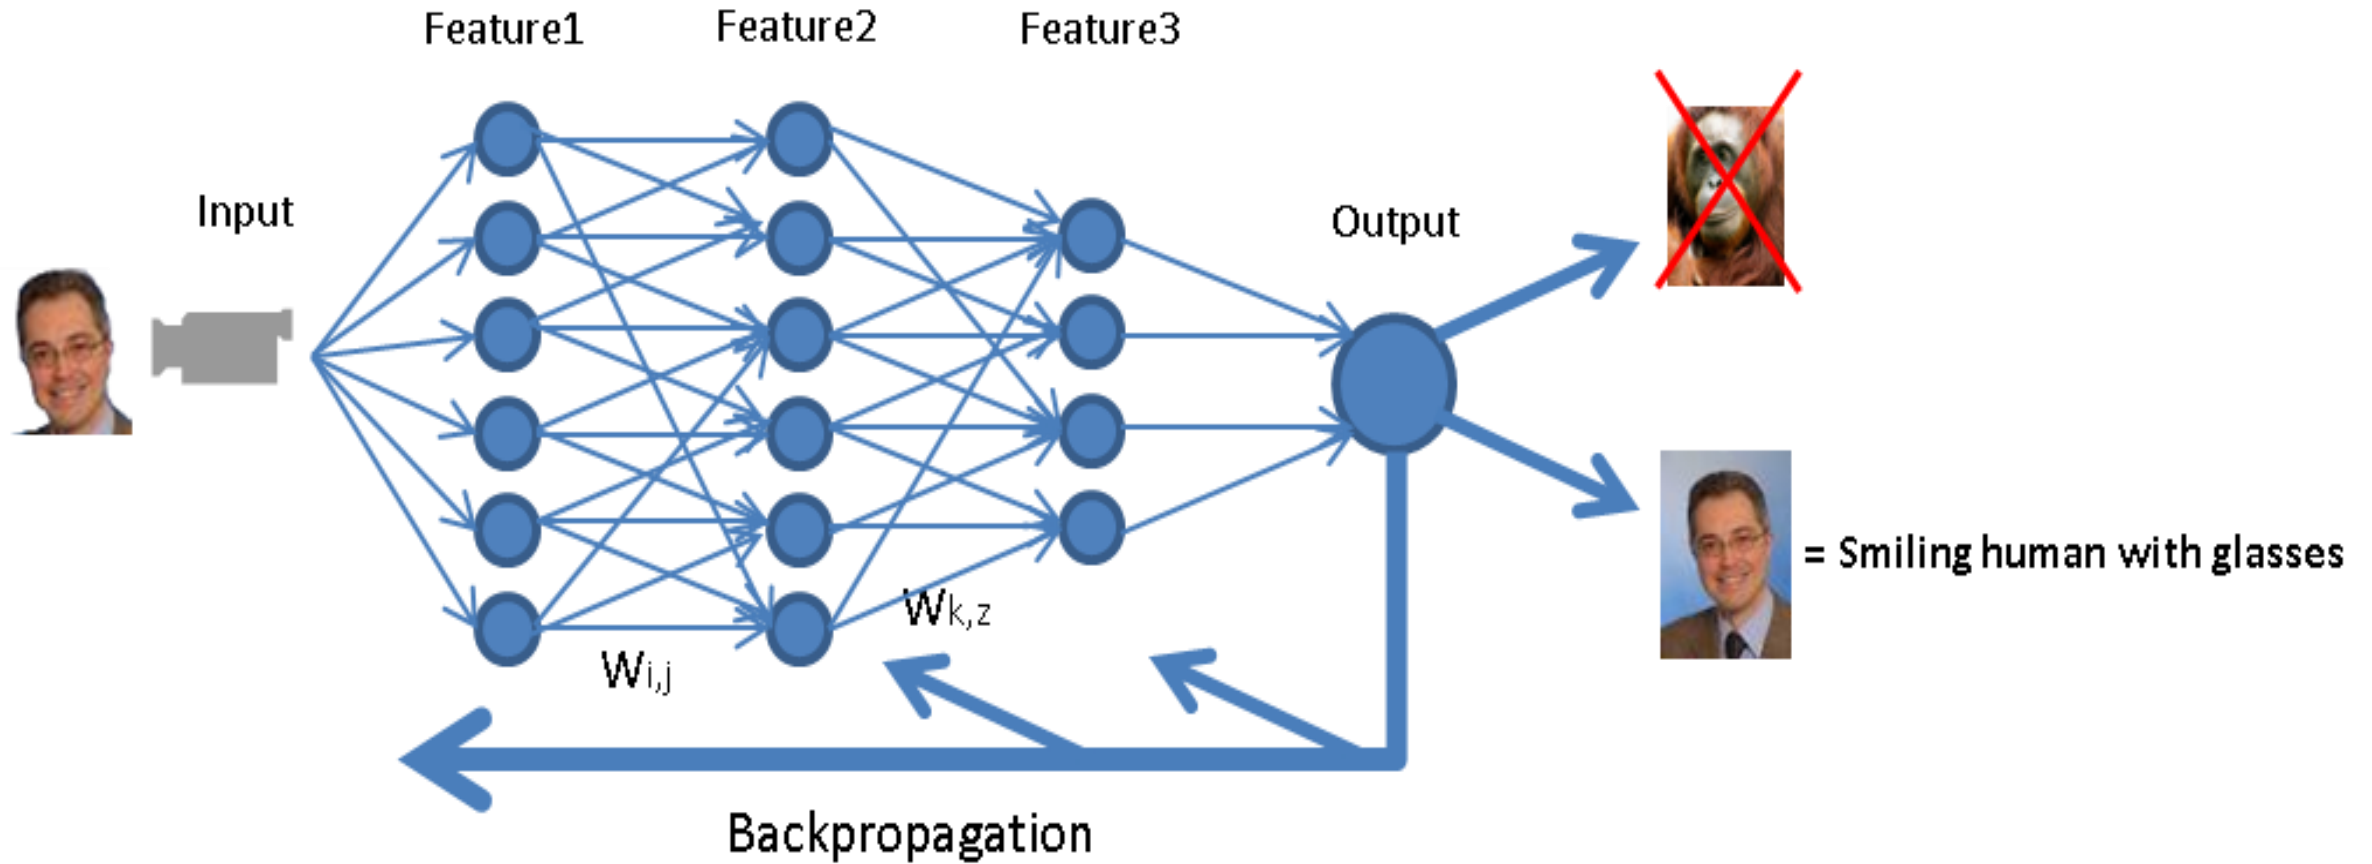 Feature1
Feature2
Feature3
Input
Output
= Smiling human with glasses
Wk,z
Wi,j
Backpropagation